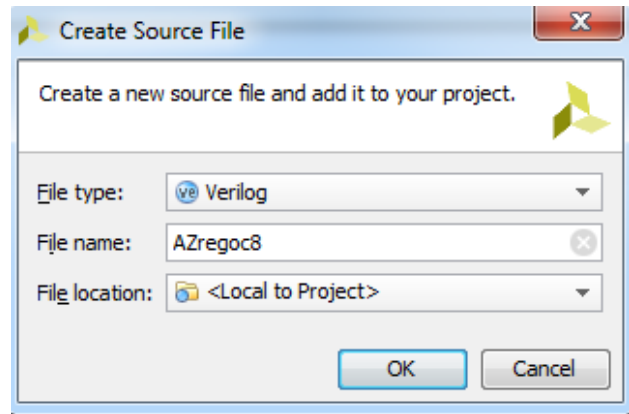 Create Source File
Create a new source file and add it to your project.
File type: Verilog
File name: AZregoc8
File location: <Local to Project>
OK Cancel